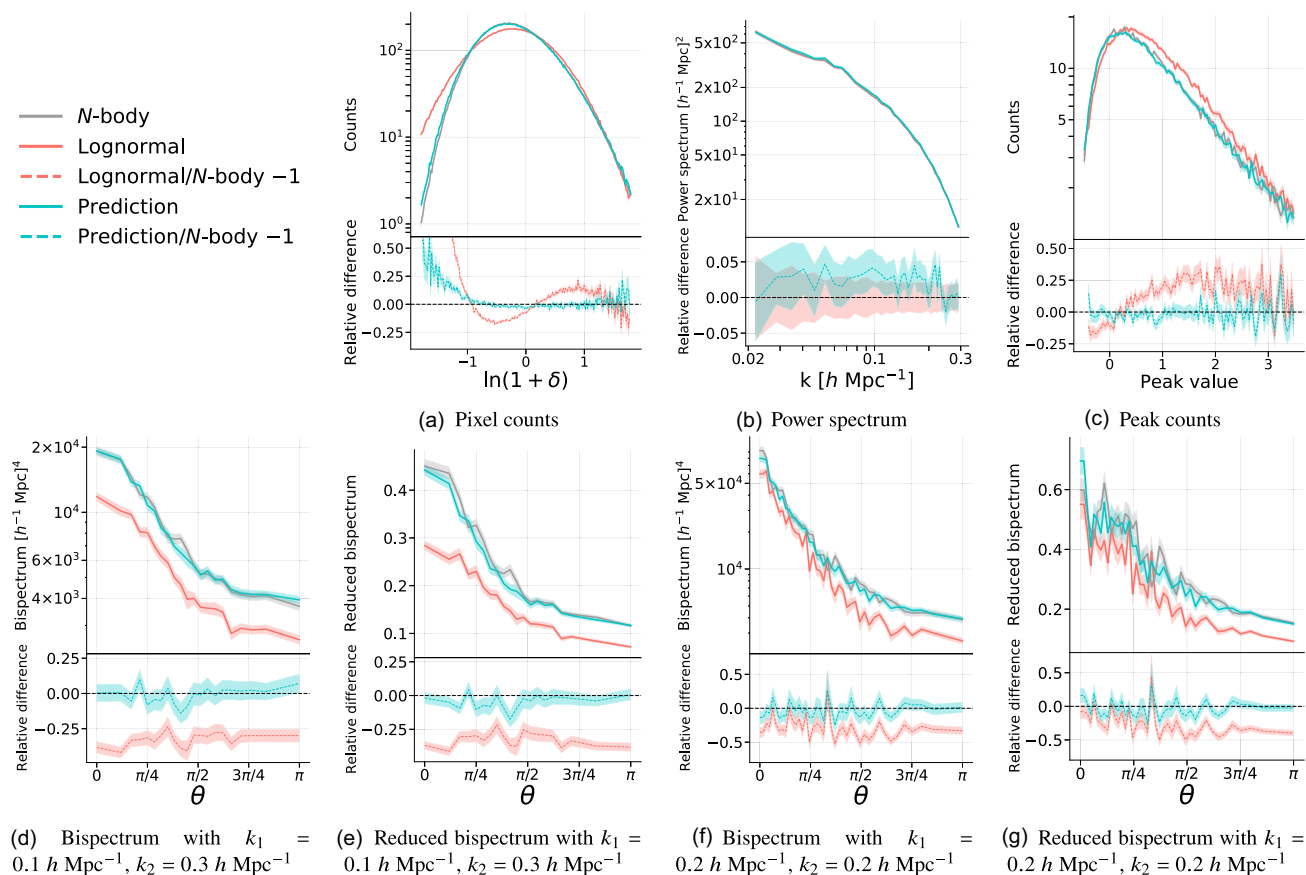 N-body
Lognormal
Lognormal/N-body −1
Prediction
Prediction/N-body −1
Counts
10²
10¹
10⁰
Relative difference
0.50
0.25
0.00
−0.25
−1
0
1
ln(1 + δ)
(a) Pixel counts
Power spectrum [h⁻¹ Mpc]²
5×10²
2×10²
10²
5×10¹
2×10¹
Relative difference
0.05
0.00
−0.05
0.02
0.1
0.3
k [h Mpc⁻¹]
(b) Power spectrum
Counts
10
5
Relative difference
0.50
0.25
0.00
−0.25
0
1
2
3
Peak value
(c) Peak counts
Bispectrum [h⁻¹ Mpc]⁴
2×10⁴
10⁴
6×10³
4×10³
Relative difference
0.25
0.00
−0.25
0
π/4
π/2
3π/4
π
θ
(d) Bispectrum with k₁ =
0.1 h Mpc⁻¹, k₂ = 0.3 h Mpc⁻¹
Reduced bispectrum
0.4
0.3
0.2
0.1
Relative difference
0.25
0.00
−0.25
0
π/4
π/2
3π/4
π
θ
(e) Reduced bispectrum with k₁ =
0.1 h Mpc⁻¹, k₂ = 0.3 h Mpc⁻¹
Bispectrum [h⁻¹ Mpc]⁴
5×10⁴
10⁴
Relative difference
0.5
0.0
−0.5
0
π/4
π/2
3π/4
π
θ
(f) Bispectrum with k₁ =
0.2 h Mpc⁻¹, k₂ = 0.2 h Mpc⁻¹
Reduced bispectrum
0.6
0.4
0.2
Relative difference
0.5
0.0
−0.5
0
π/4
π/2
3π/4
π
θ
(g) Reduced bispectrum with k₁ =
0.2 h Mpc⁻¹, k₂ = 0.2 h Mpc⁻¹